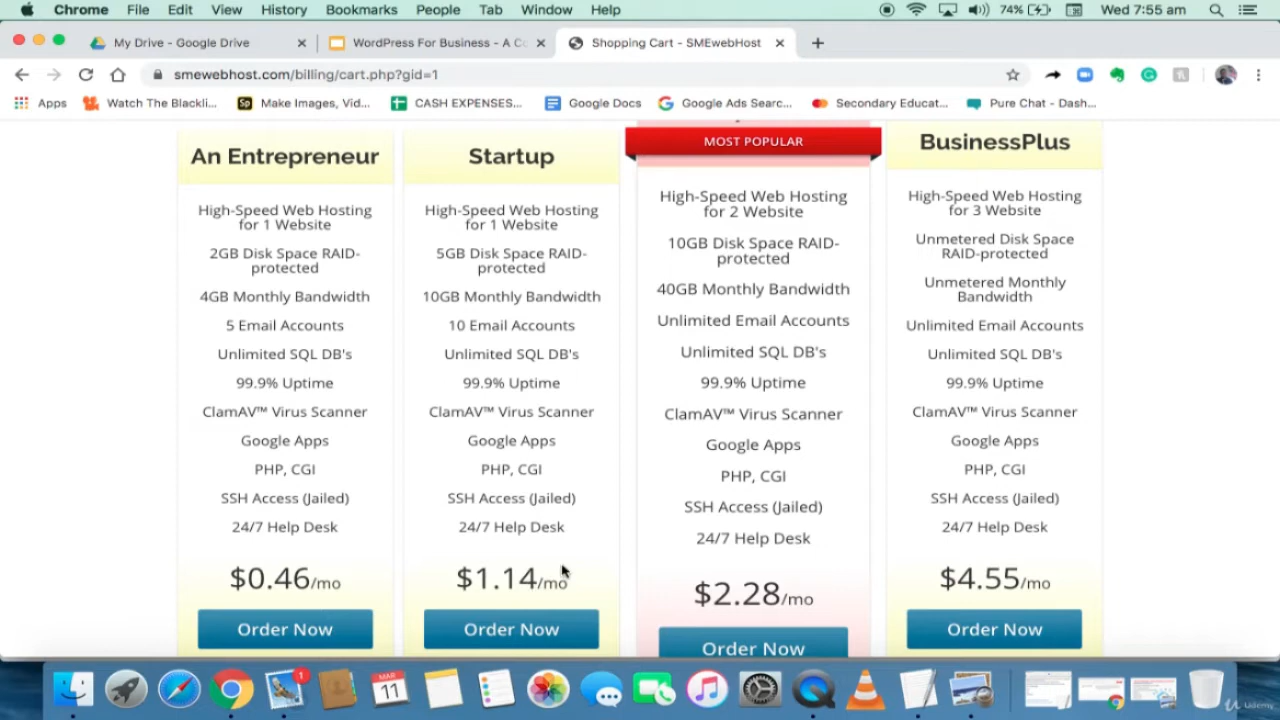 Chrome File Edit View History Bookmarks People Tab Window Help 74% Wed 7:55 am
My Drive - Google Drive WordPress For Business - A Co Shopping Cart - SMEwebHost
smewebhost.com/billing/cart.php?gid=1
Apps Watch The Blackli... Make Images, Vid... CASH EXPENSES... Google Docs Google Ads Searc... Secondary Educat... Pure Chat - Dash...
An Entrepreneur
High-Speed Web Hosting
for 1 Website
2GB Disk Space RAID-
protected
4GB Monthly Bandwidth
5 Email Accounts
Unlimited SQL DB's
99.9% Uptime
ClamAV™ Virus Scanner
Google Apps
PHP, CGI
SSH Access (Jailed)
24/7 Help Desk
$0.46/mo
Order Now
Startup
High-Speed Web Hosting
for 1 Website
5GB Disk Space RAID-
protected
10GB Monthly Bandwidth
10 Email Accounts
Unlimited SQL DB's
99.9% Uptime
ClamAV™ Virus Scanner
Google Apps
PHP, CGI
SSH Access (Jailed)
24/7 Help Desk
$1.14/mo
Order Now
MOST POPULAR
High-Speed Web Hosting
for 2 Website
10GB Disk Space RAID-
protected
40GB Monthly Bandwidth
Unlimited Email Accounts
Unlimited SQL DB's
99.9% Uptime
ClamAV™ Virus Scanner
Google Apps
PHP, CGI
SSH Access (Jailed)
24/7 Help Desk
$2.28/mo
Order Now
BusinessPlus
High-Speed Web Hosting
for 3 Website
Unmetered Disk Space
RAID-protected
Unmetered Monthly
Bandwidth
Unlimited Email Accounts
Unlimited SQL DB's
99.9% Uptime
ClamAV™ Virus Scanner
Google Apps
PHP, CGI
SSH Access (Jailed)
24/7 Help Desk
$4.55/mo
Order Now
1
MAR
11
Udemy